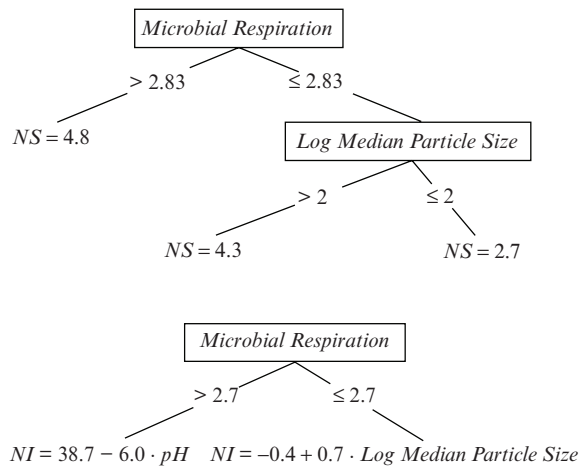 Microbial Respiration
> 2.83 ≤ 2.83
NS = 4.8
Log Median Particle Size
> 2 ≤ 2
NS = 4.3 NS = 2.7
Microbial Respiration
> 2.7 ≤ 2.7
NI = 38.7 − 6.0 · pH NI = −0.4 + 0.7 · Log Median Particle Size